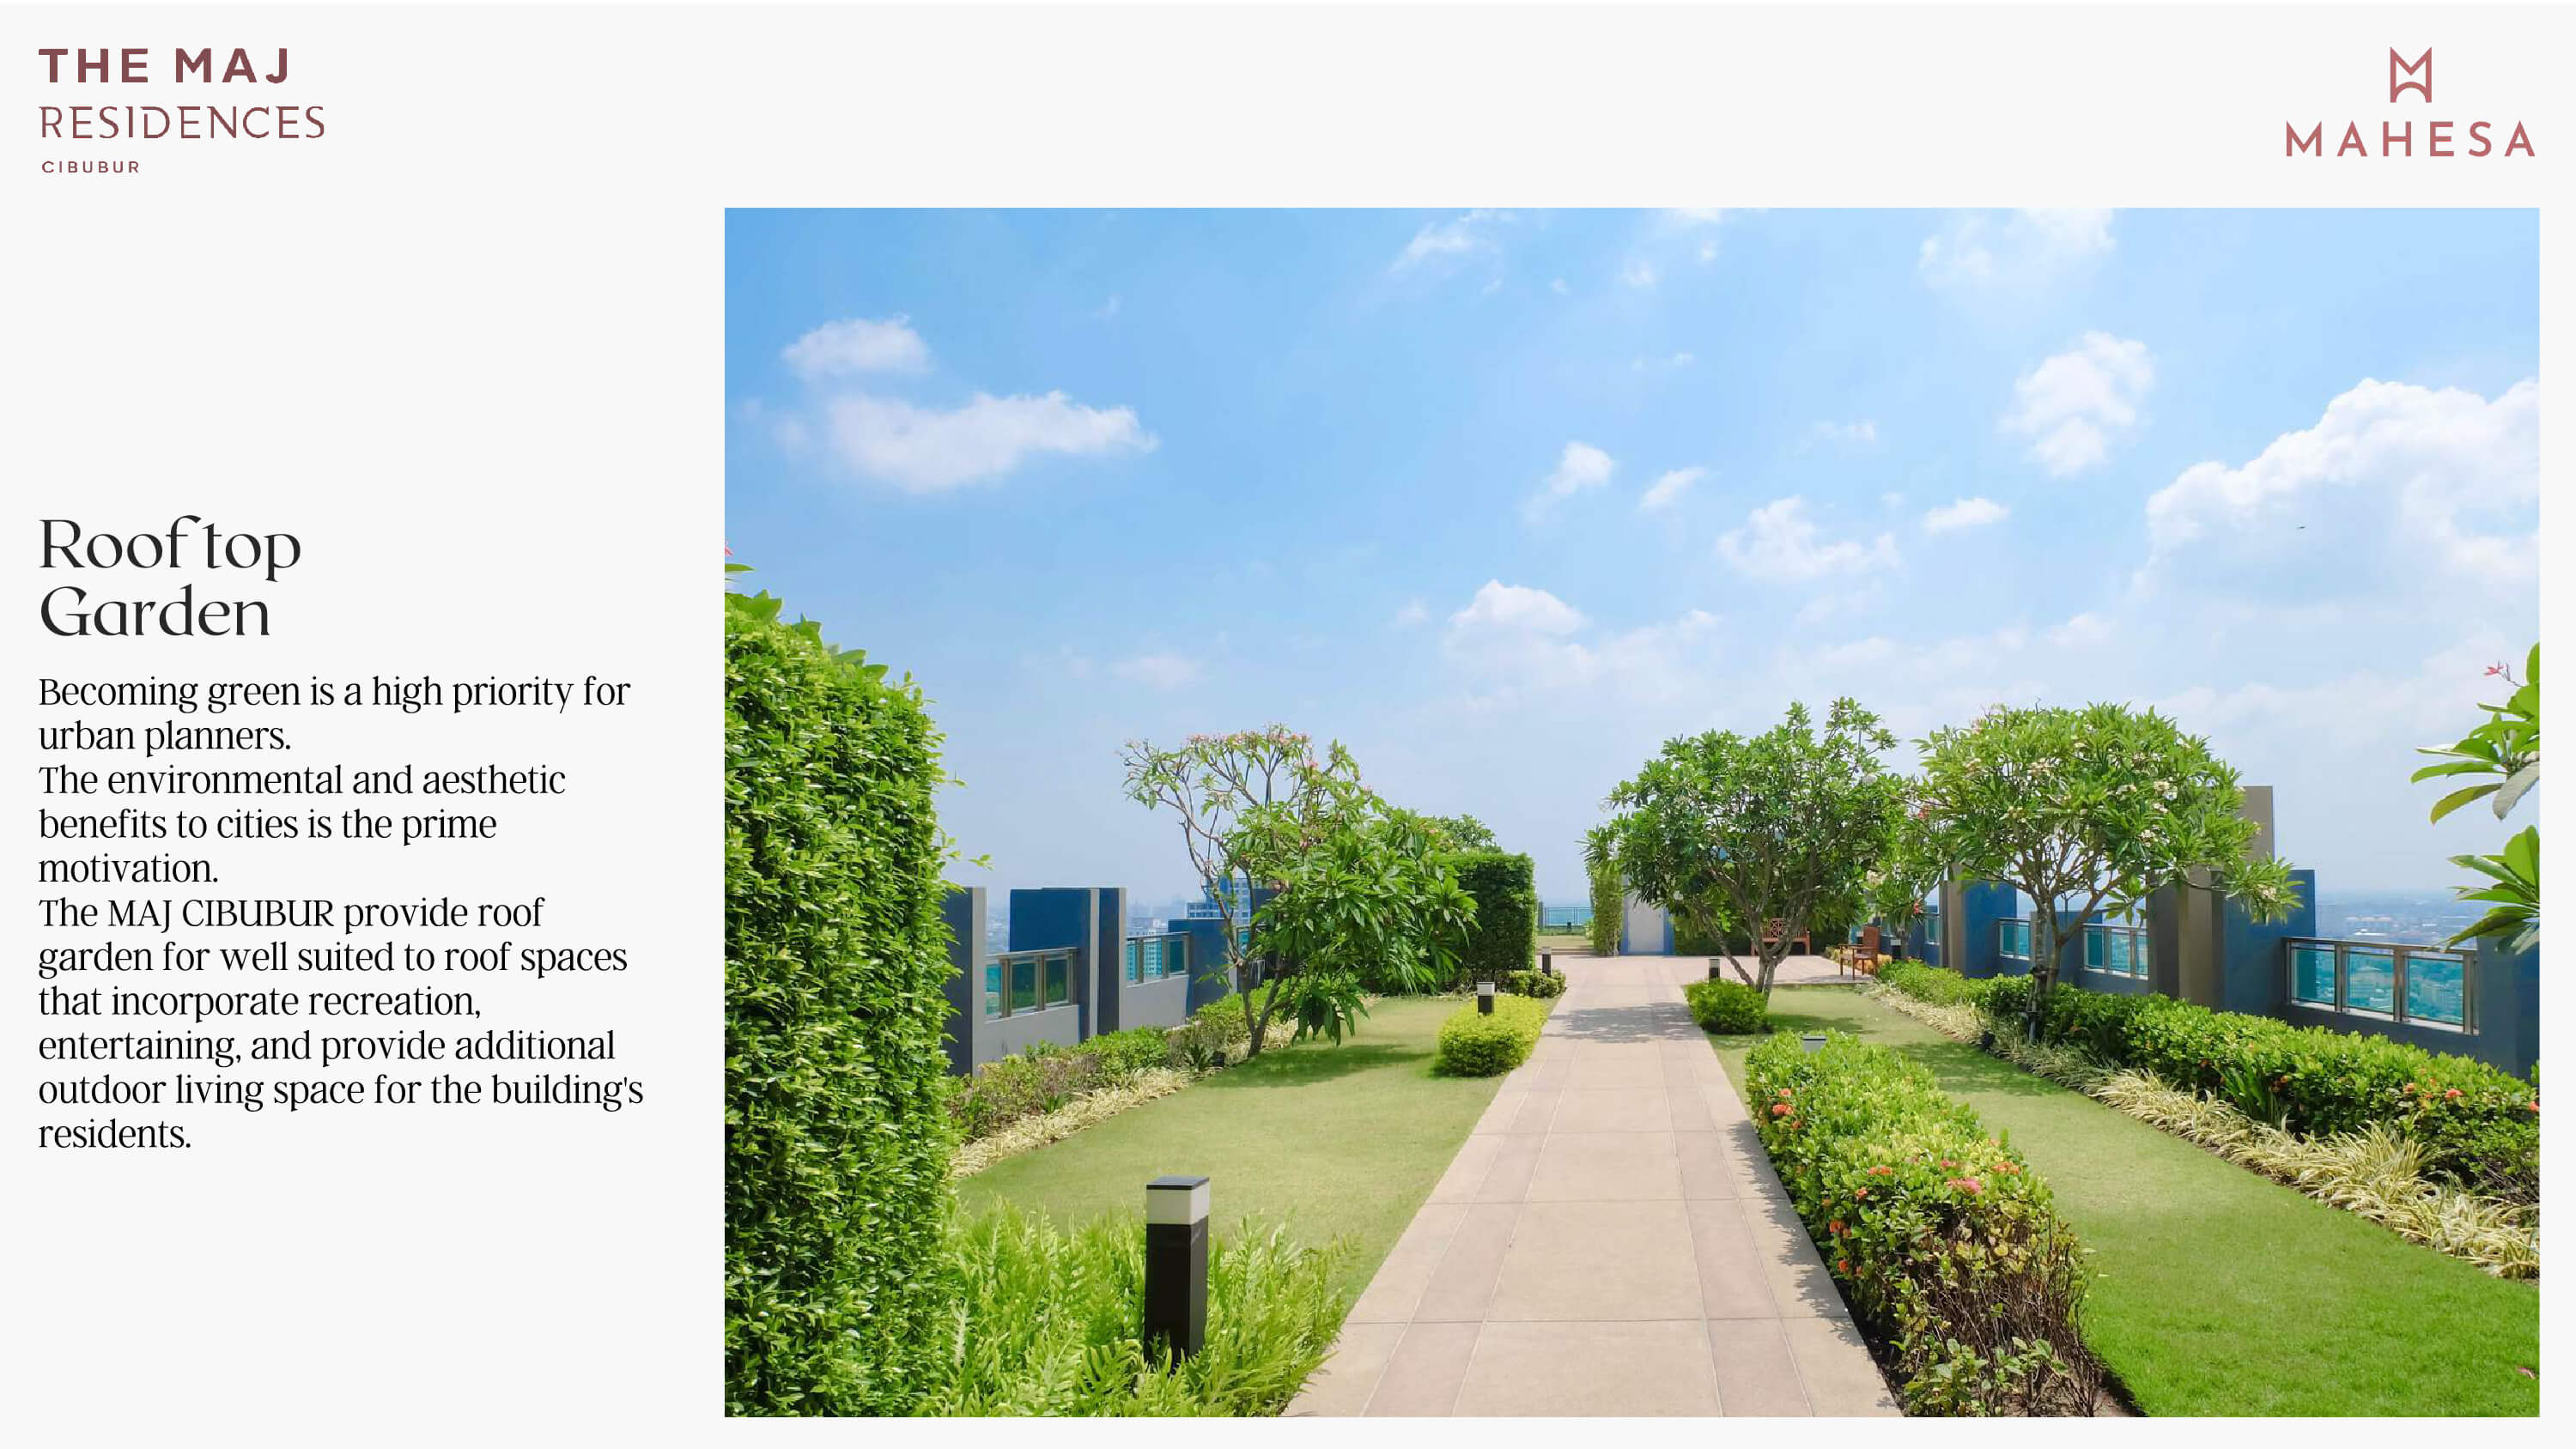 THE MAJ
RESIDENCES
CIBUBUR
MAHESA
Rooftop
Garden
Becoming green is a high priority for
urban planners.
The environmental and aesthetic
benefits to cities is the prime
motivation.
The MAJ CIBUBUR provide roof
garden for well suited to roof spaces
that incorporate recreation,
entertaining, and provide additional
outdoor living space for the building's
residents.